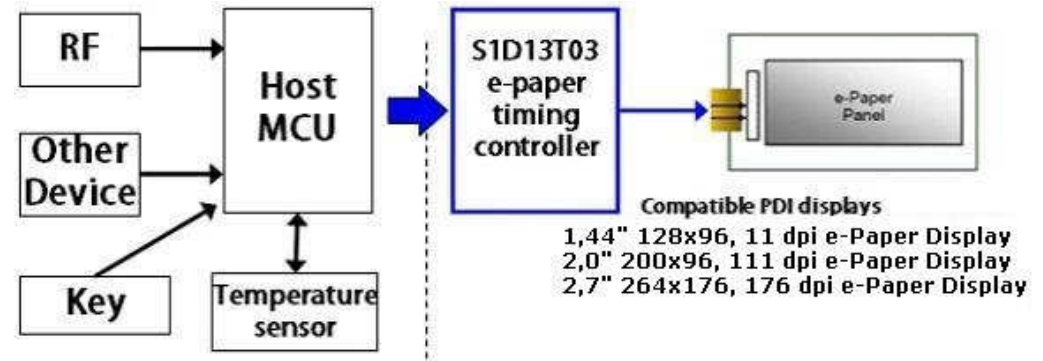 RF
Other
Device
Key
Host
MCU
Temperature
sensor
S1D13T03
e-paper
timing
controller
e-Paper
Panel
Compatible PDI displays
1,44" 128x96, 11 dpi e-Paper Display
2,0" 200x96, 111 dpi e-Paper Display
2,7" 264x176, 176 dpi e-Paper Display